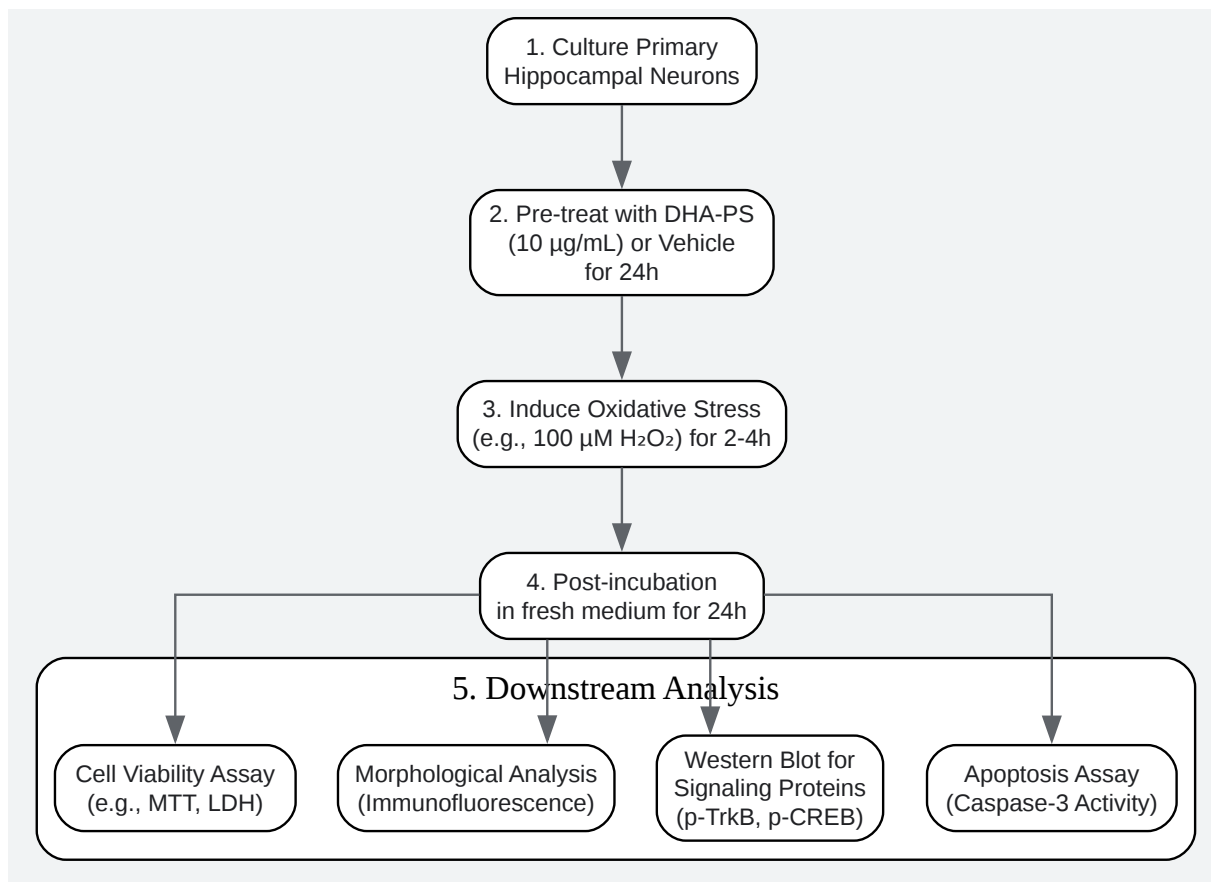 1. Culture Primary
Hippocampal Neurons
2. Pre-treat with DHA-PS
(10 µg/mL) or Vehicle
for 24h
3. Induce Oxidative Stress
(e.g., 100 µM H₂O₂) for 2-4h
4. Post-incubation
in fresh medium for 24h
5. Downstream Analysis
Cell Viability Assay
(e.g., MTT, LDH)
Morphological Analysis
(Immunofluorescence)
Western Blot for
Signaling Proteins
(p-TrkB, p-CREB)
Apoptosis Assay
(Caspase-3 Activity)